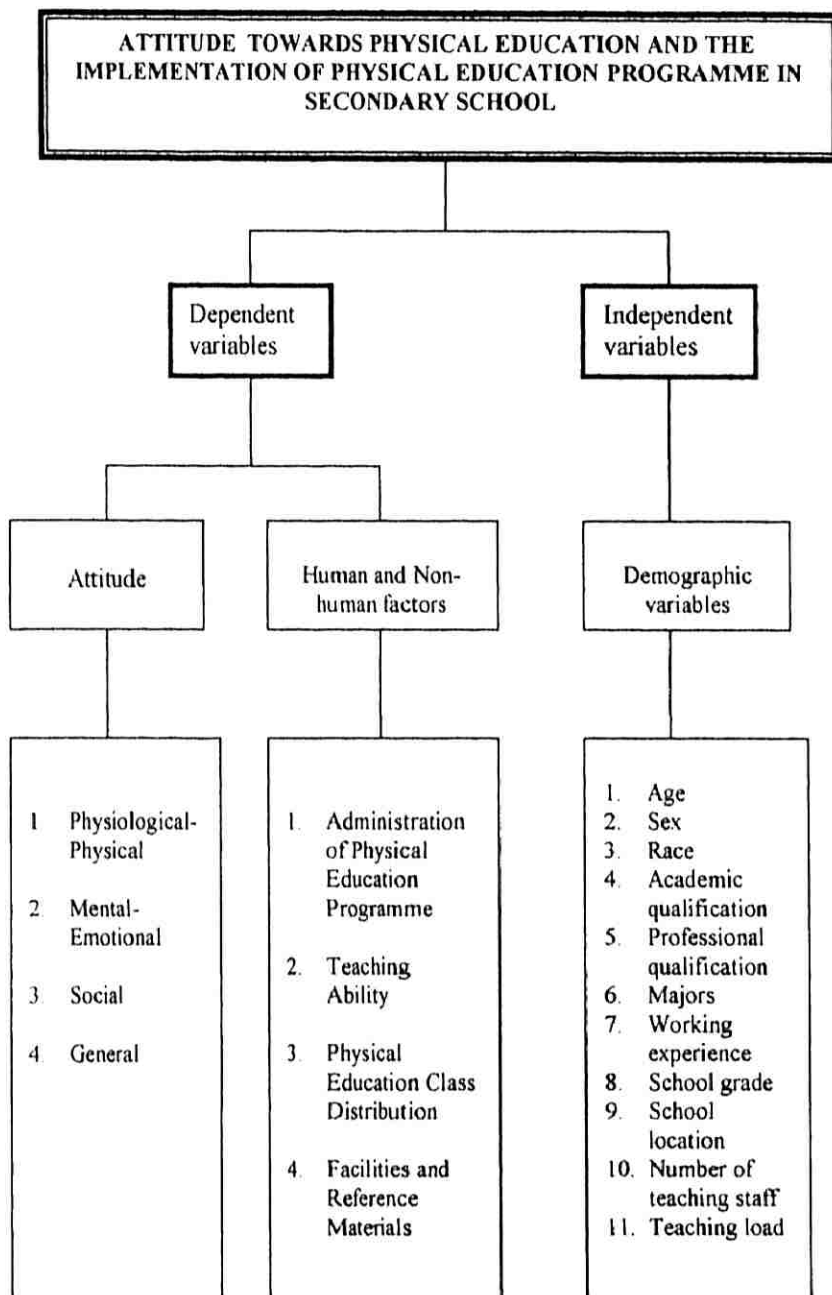 ATTITUDE TOWARDS PHYSICAL EDUCATION AND THE
IMPLEMENTATION OF PHYSICAL EDUCATION PROGRAMME IN
SECONDARY SCHOOL
Dependent
variables
Independent
variables
Attitude
Human and Non-
human factors
Demographic
variables
1 Physiological-
Physical
2. Mental-
Emotional
3. Social
4. General
1. Administration
of Physical
Education
Programme
2. Teaching
Ability
3. Physical
Education Class
Distribution
4. Facilities and
Reference
Materials
1. Age
2. Sex
3. Race
4. Academic
qualification
5. Professional
qualification
6. Majors
7. Working
experience
8. School grade
9. School
location
10. Number of
teaching staff
11. Teaching load